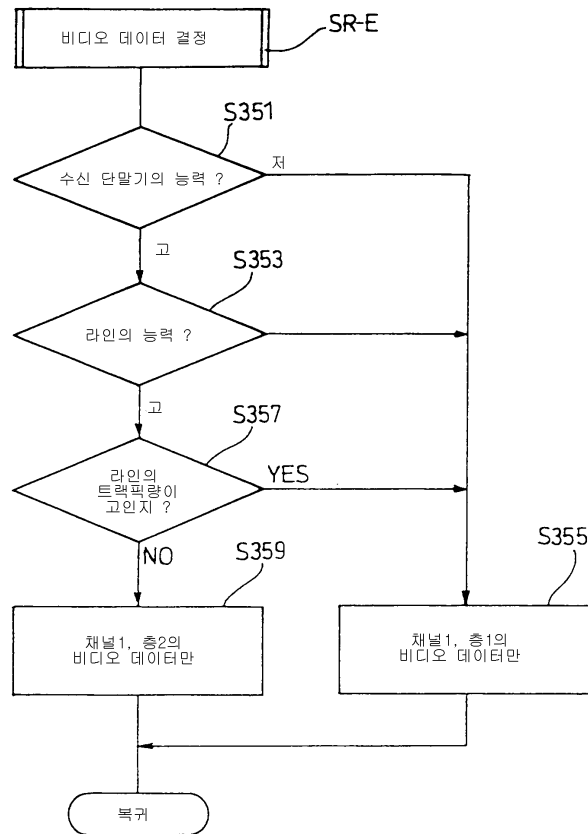 비디오 데이터 결정
SR-E
S351
수신 단말기의 능력 ?
저
고
S353
라인의 능력 ?
고
S357
라인의
트랙픽량이
고인지 ?
YES
NO
S359
S355
채널1, 층2의
비디오 데이터만
채널1, 층1의
비디오 데이터만
복귀